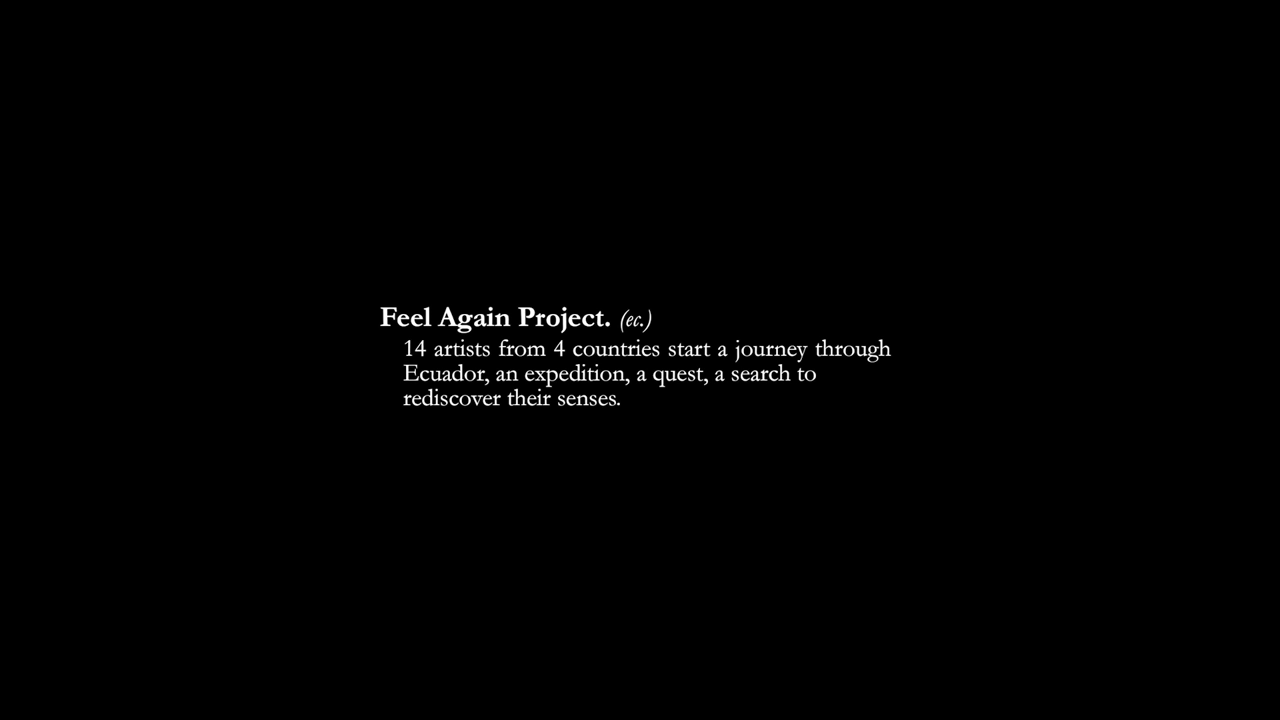 Feel Again Project. (ec.)
14 artists from 4 countries start a journey through
Ecuador, an expedition, a quest, a search to
rediscover their senses.